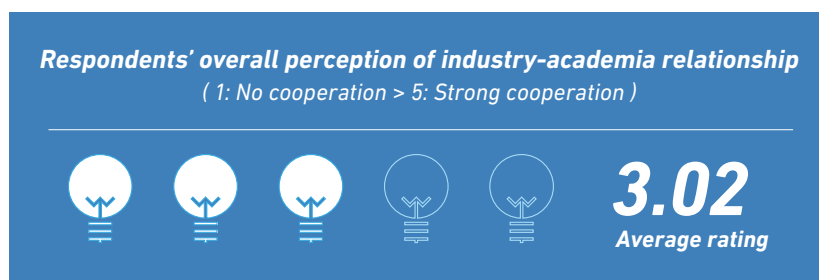 Respondents’ overall perception of industry-academia relationship
( 1: No cooperation > 5: Strong cooperation )
3.02
Average rating